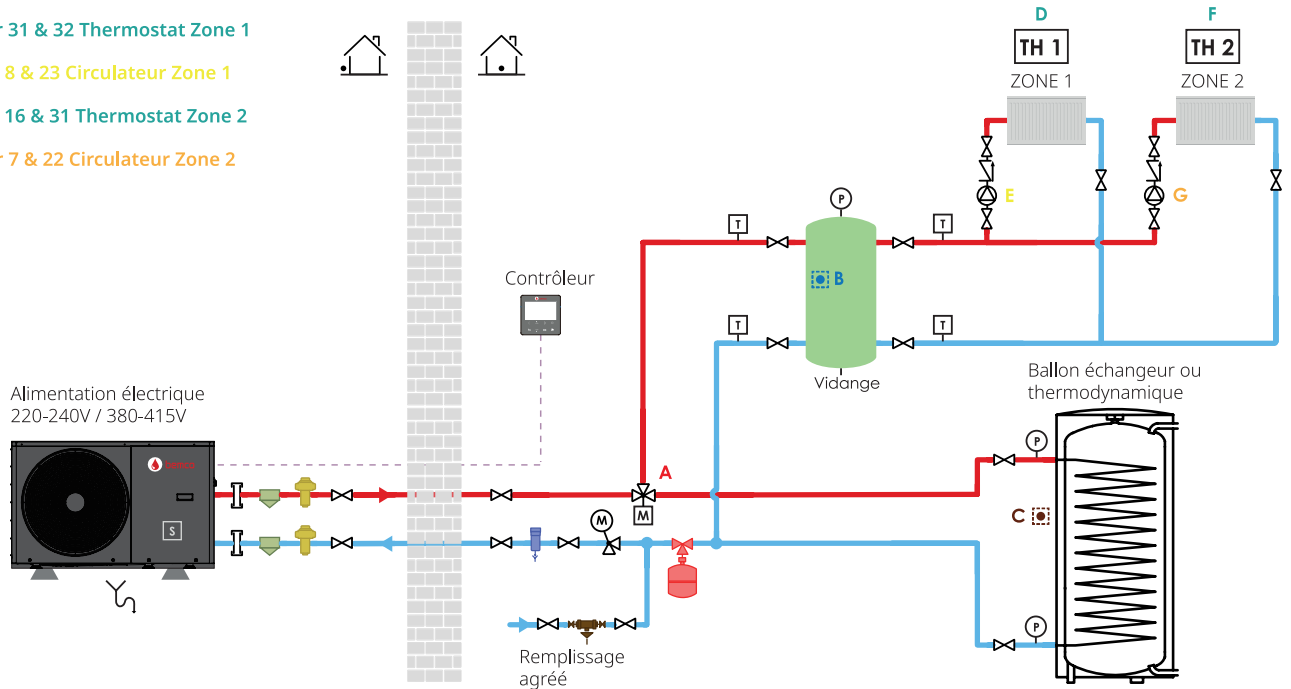 r 31 & 32 Thermostat Zone 1
8 & 23 Circulateur Zone 1
16 & 31 Thermostat Zone 2
r 7 & 22 Circulateur Zone 2
D
F
TH 1
TH 2
ZONE 1
ZONE 2
E
G
P
T
T
B
Contrôleur
T
T
Vidange
Ballon échangeur ou
thermodynamique
Alimentation électrique
220-240V / 380-415V
P
A
M
S
M
C
P
Remplissage
agréé